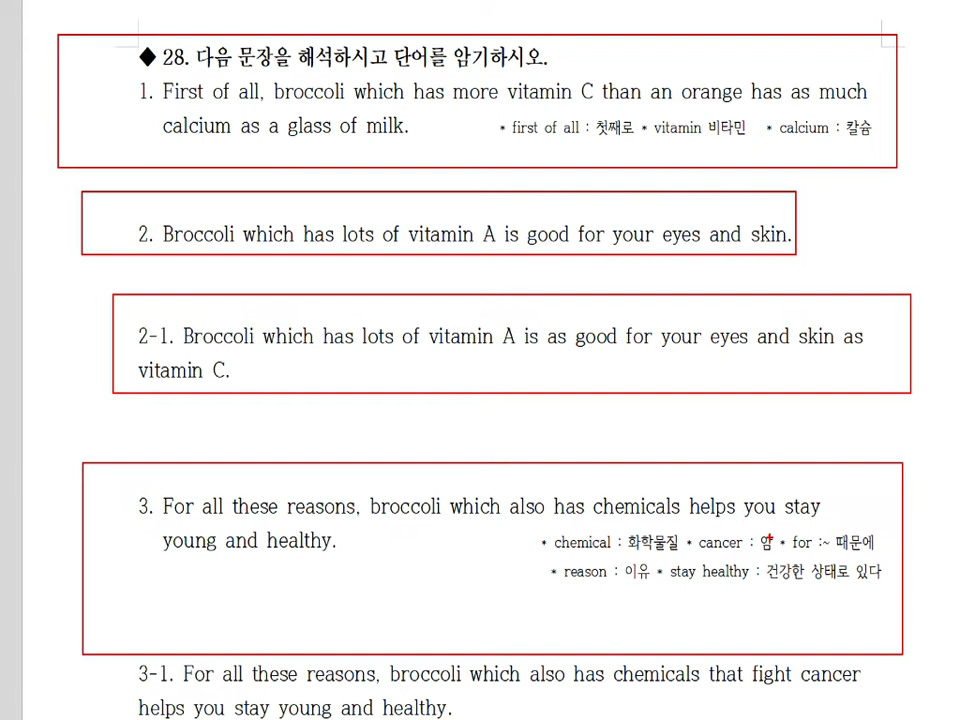 ◆ 28. 다음 문장을 해석하시고 단어를 암기하시오.
1. First of all, broccoli which has more vitamin C than an orange has as much
calcium as a glass of milk. * first of all : 첫째로 * vitamin 비타민 * calcium : 칼슘
2. Broccoli which has lots of vitamin A is good for your eyes and skin.
2-1. Broccoli which has lots of vitamin A is as good for your eyes and skin as
vitamin C.
3. For all these reasons, broccoli which also has chemicals helps you stay
young and healthy. * chemical : 화학물질 * cancer : 암 * for :~ 때문에
* reason : 이유 * stay healthy : 건강한 상태로 있다
3-1. For all these reasons, broccoli which also has chemicals that fight cancer
helps you stay young and healthy.